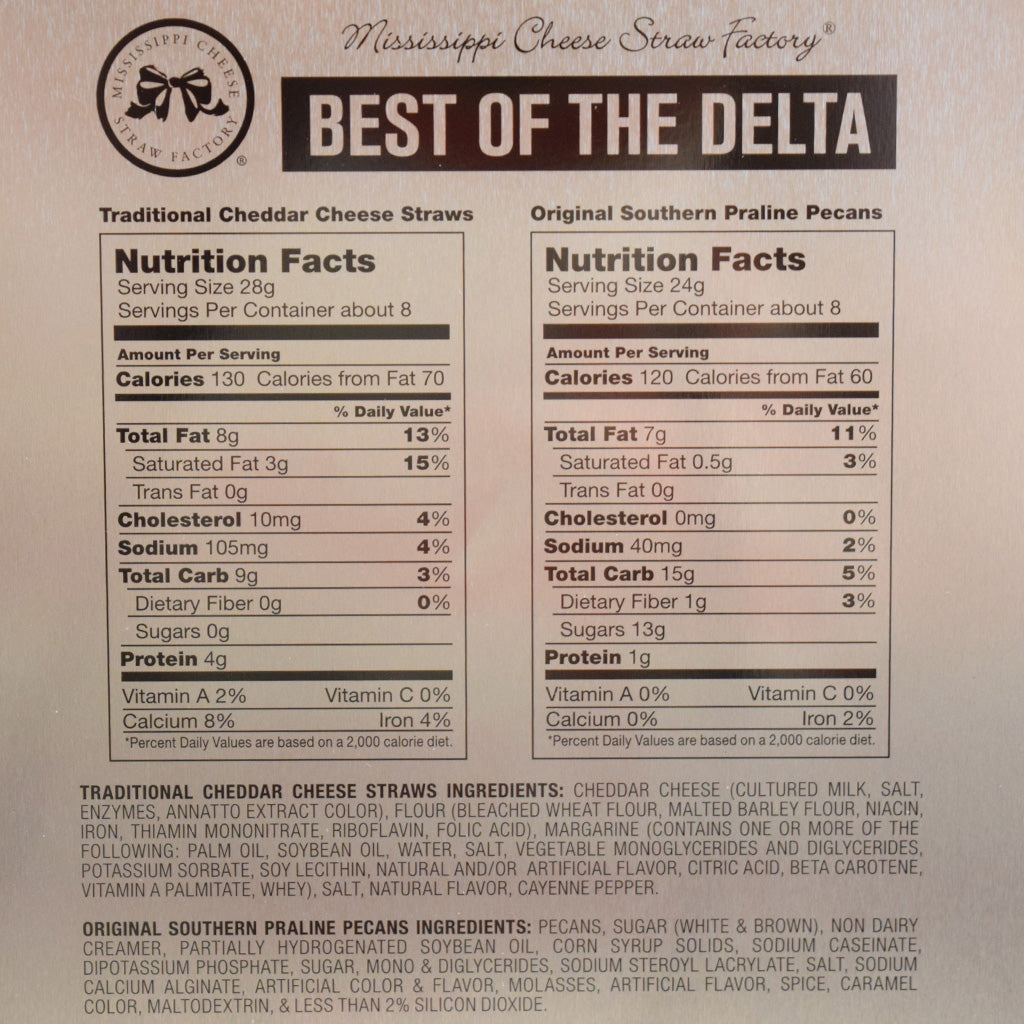 MISSISSIPPI CHEESE STRAW FACTORY ®
Mississippi Cheese Straw Factory®
BEST OF THE DELTA
Traditional Cheddar Cheese Straws
Nutrition Facts
Serving Size 28g
Servings Per Container about 8
Amount Per Serving
Calories 130 Calories from Fat 70
% Daily Value*
Total Fat 8g 13%
Saturated Fat 3g 15%
Trans Fat 0g
Cholesterol 10mg 4%
Sodium 105mg 4%
Total Carb 9g 3%
Dietary Fiber 0g 0%
Sugars 0g
Protein 4g
Vitamin A 2% Vitamin C 0%
Calcium 8% Iron 4%
*Percent Daily Values are based on a 2,000 calorie diet.
Original Southern Praline Pecans
Nutrition Facts
Serving Size 24g
Servings Per Container about 8
Amount Per Serving
Calories 120 Calories from Fat 60
% Daily Value*
Total Fat 7g 11%
Saturated Fat 0.5g 3%
Trans Fat 0g
Cholesterol 0mg 0%
Sodium 40mg 2%
Total Carb 15g 5%
Dietary Fiber 1g 3%
Sugars 13g
Protein 1g
Vitamin A 0% Vitamin C 0%
Calcium 0% Iron 2%
*Percent Daily Values are based on a 2,000 calorie diet.
TRADITIONAL CHEDDAR CHEESE STRAWS INGREDIENTS: CHEDDAR CHEESE (CULTURED MILK, SALT,
ENZYMES, ANNATTO EXTRACT COLOR), FLOUR (BLEACHED WHEAT FLOUR, MALTED BARLEY FLOUR, NIACIN,
IRON, THIAMIN MONONITRATE, RIBOFLAVIN, FOLIC ACID), MARGARINE (CONTAINS ONE OR MORE OF THE
FOLLOWING: PALM OIL, SOYBEAN OIL, WATER, SALT, VEGETABLE MONOGLYCERIDES AND DIGLYCERIDES,
POTASSIUM SORBATE, SOY LECITHIN, NATURAL AND/OR ARTIFICIAL FLAVOR, CITRIC ACID, BETA CAROTENE,
VITAMIN A PALMITATE, WHEY), SALT, NATURAL FLAVOR, CAYENNE PEPPER.
ORIGINAL SOUTHERN PRALINE PECANS INGREDIENTS: PECANS, SUGAR (WHITE & BROWN), NON DAIRY
CREAMER, PARTIALLY HYDROGENATED SOYBEAN OIL, CORN SYRUP SOLIDS, SODIUM CASEINATE,
DIPOTASSIUM PHOSPHATE, SUGAR, MONO & DIGLYCERIDES, SODIUM STEROYL LACRYLATE, SALT, SODIUM
CALCIUM ALGINATE, ARTIFICIAL COLOR & FLAVOR, MOLASSES, ARTIFICIAL FLAVOR, SPICE, CARAMEL
COLOR, MALTODEXTRIN, & LESS THAN 2% SILICON DIOXIDE.